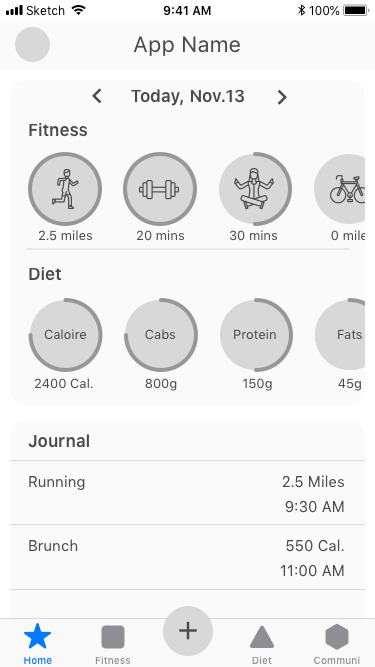 Sketch 9:41 AM 100%
App Name
Today, Nov.13
Fitness
2.5 miles 20 mins 30 mins 0 mile
Diet
Caloire Cabs Protein Fats
2400 Cal. 800g 150g 45g
Journal
Running 2.5 Miles
9:30 AM
Brunch 550 Cal.
11:00 AM
+
Home Fitness Diet Communi